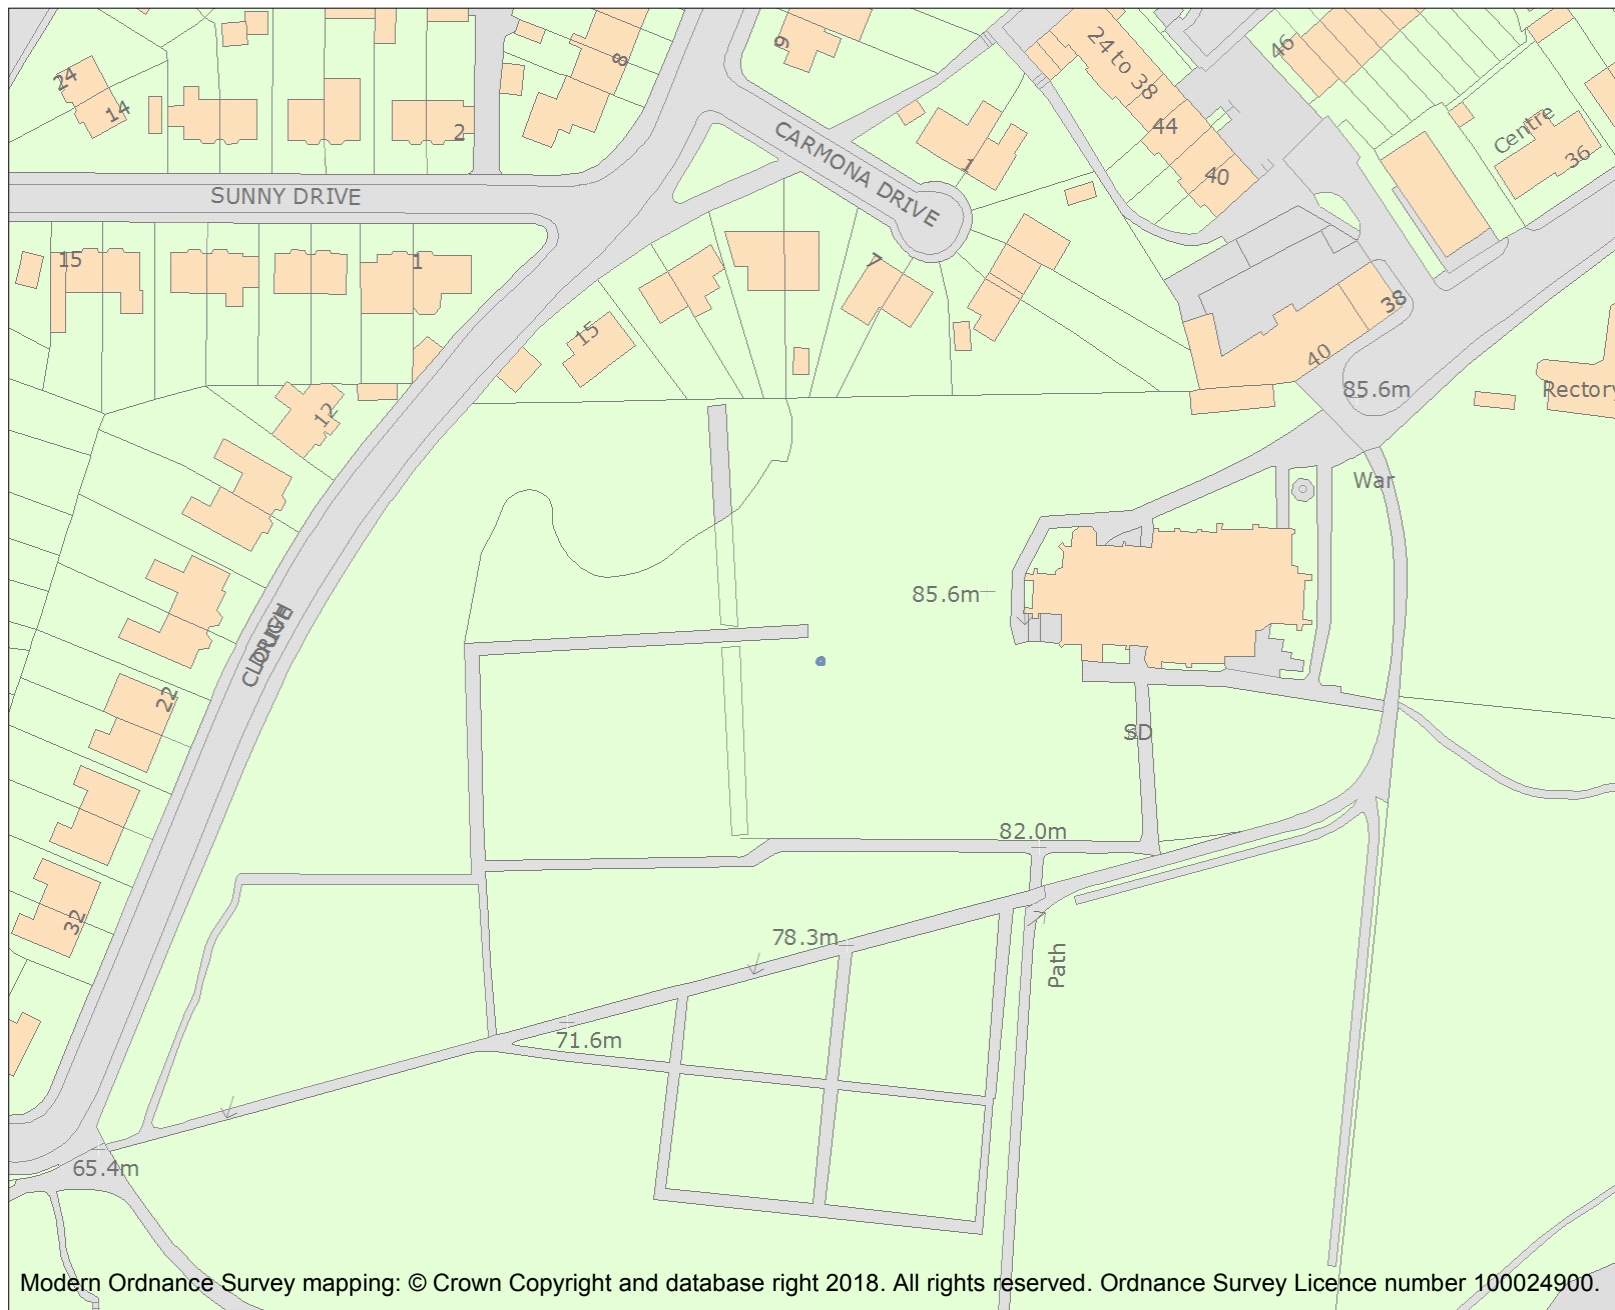 24
14
2
8
9
24 to 38
46
Centre
36
44
40
1
CARMONA DRIVE
SUNNY DRIVE
15
1
7
15
38
40
85.6m
Rectory
12
War
85.6m
22
SD
82.0m
32
78.3m
Path
71.6m
65.4m
Modern Ordnance Survey mapping: © Crown Copyright and database right 2018. All rights reserved. Ordnance Survey Licence number 100024900.